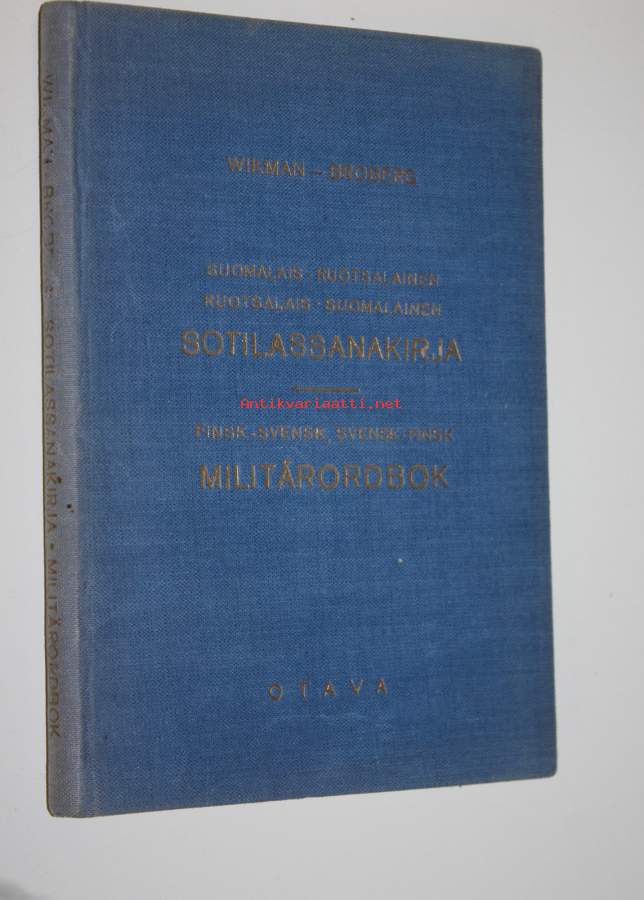 WIKMAN – BROBERG
SUOMALAIS-RUOTSALAINEN
RUOTSALAIS-SUOMALAINEN
SOTILASSANAKIRJA
Antikvariaatti.net
FINSK-SVENSK, SVENSK-FINSK
MILITÄRORDBOK
OTAVA
SOTILASSANAKIRJA • MILITÄRORDBOK